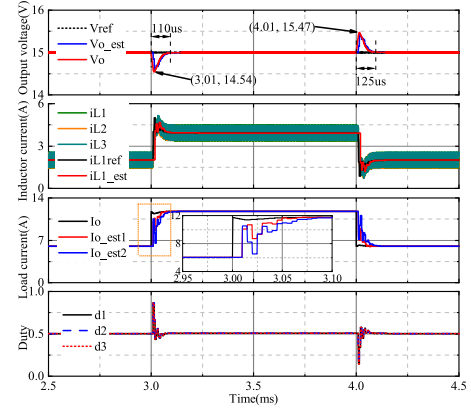 Output voltage(V)
16
15
14
Vref
Vo_est
Vo
110us
(3.01, 14.54)
(4.01, 15.47)
125us
Inductor current(A)
6
4
2
0
iL1
iL2
iL3
iL1ref
iL1_est
Load current(A)
14
7
0
Io
Io_est1
Io_est2
12
8
4
2.95 3.00 3.05 3.10
Duty
1.0
0.5
0.0
d1
d2
d3
2.5 3.0 3.5 4.0 4.5
Time(ms)